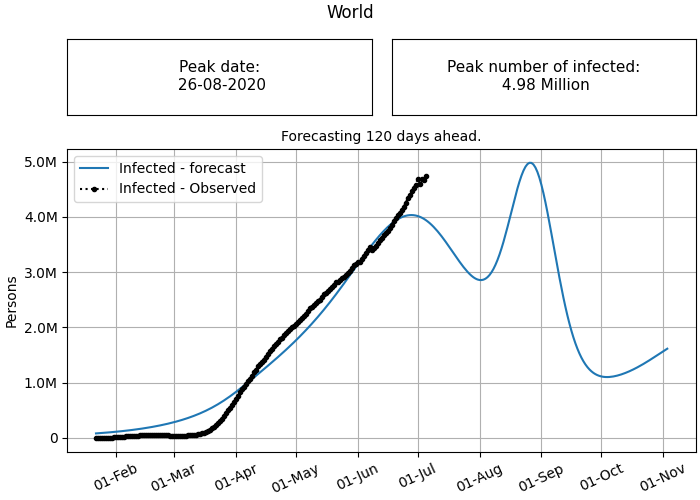 World
Peak date:
26-08-2020
Peak number of infected:
4.98 Million
Forecasting 120 days ahead.
Infected - forecast
Infected - Observed
Persons
5.0M
4.0M
3.0M
2.0M
1.0M
0
01-Feb 01-Mar 01-Apr 01-May 01-Jun 01-Jul 01-Aug 01-Sep 01-Oct 01-Nov